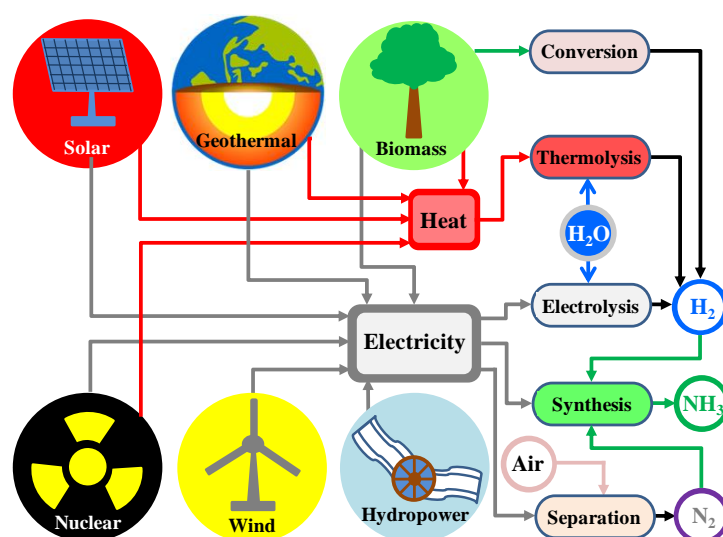 Conversion
Solar
Geothermal
Biomass
Thermolysis
Heat
H₂O
Electrolysis
H₂
Electricity
Synthesis
NH₃
Air
Nuclear
Wind
Hydropower
Separation
N₂